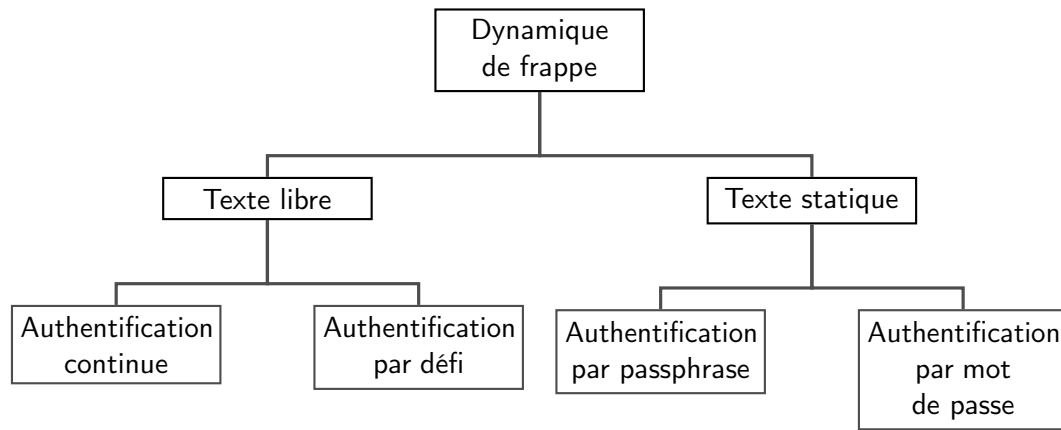 Dynamique
de frappe
Texte libre
Texte statique
Authentification
continue
Authentification
par défi
Authentification
par passphrase
Authentification
par mot
de passe